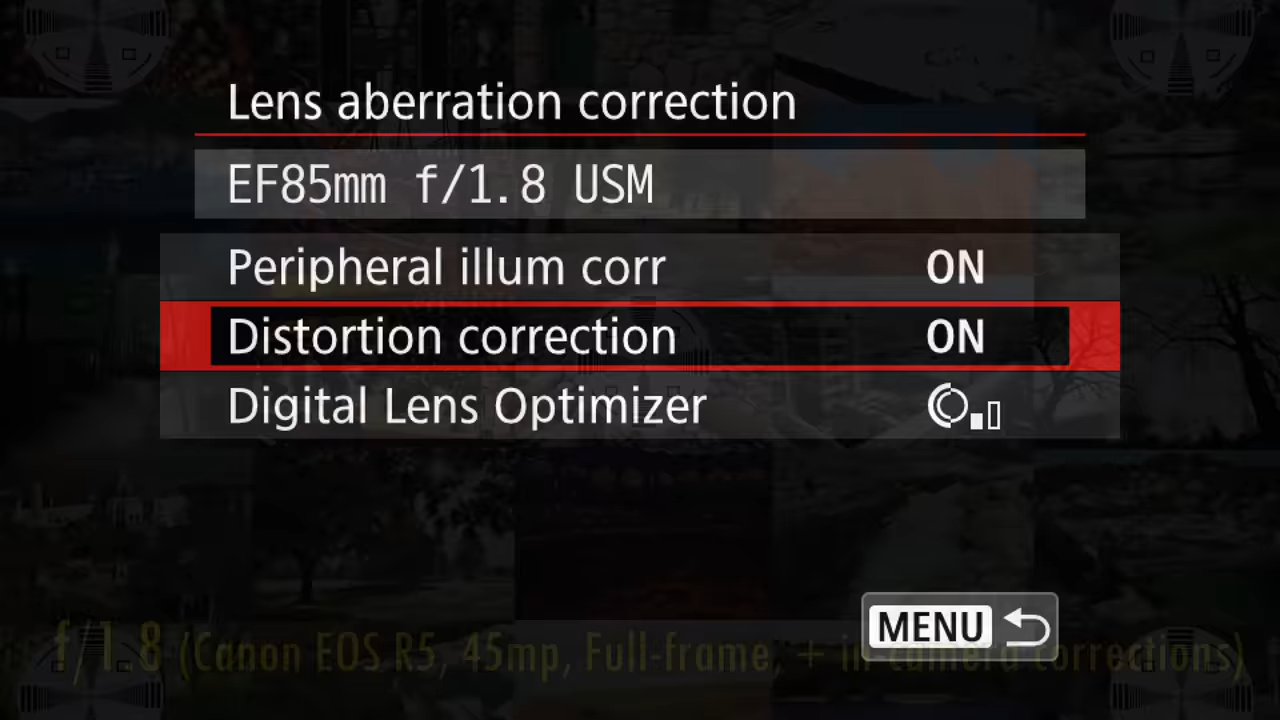 Lens aberration correction
EF85mm f/1.8 USM
Peripheral illum corr ON
Distortion correction ON
Digital Lens Optimizer
MENU
f/1.8 (Canon EOS R5, 45mp, Full-frame, + in-camera corrections)